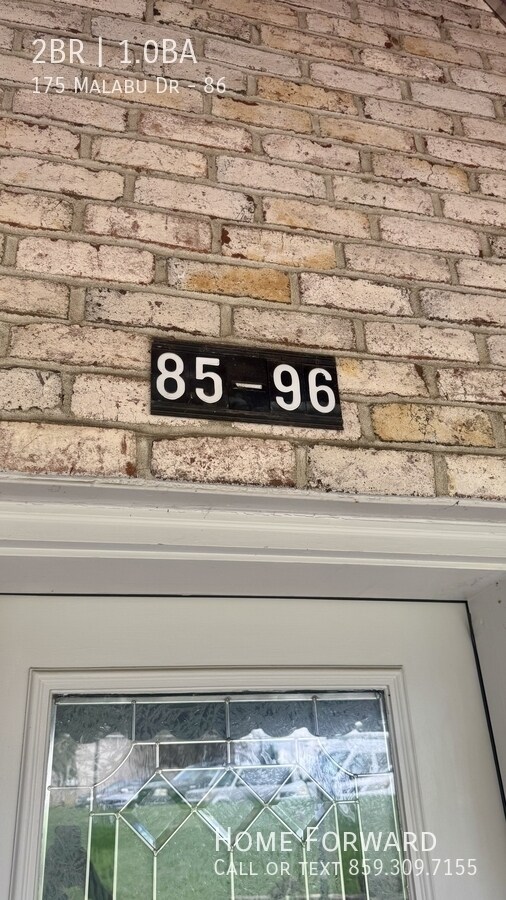 2BR | 1.0BA
175 Malabu Dr - 86
85-96
Home Forward
Call or text 859.309.7155